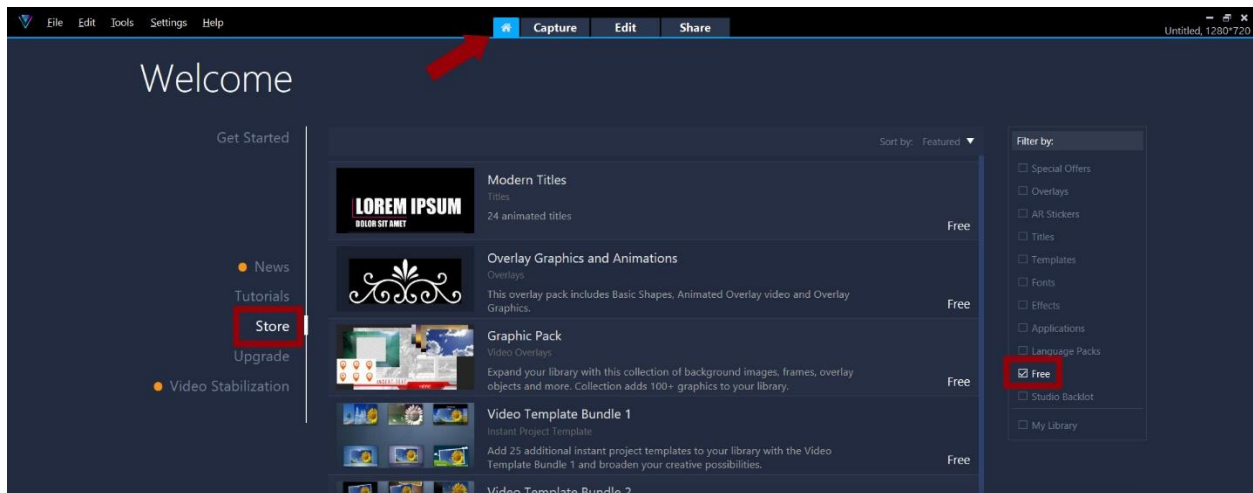 File Edit Tools Settings Help
Capture Edit Share
Untitled, 1280*720
Welcome
Get Started
News
Tutorials
Store
Upgrade
Video Stabilization
Sort by: Featured
LOREM IPSUM
DOLOR SIT AMET
Modern Titles
Titles
24 animated titles
Free
Overlay Graphics and Animations
Overlays
This overlay pack includes Basic Shapes, Animated Overlay video and Overlay
Graphics.
Free
Graphic Pack
Video Overlays
Expand your library with this collection of background images, frames, overlay
objects and more. Collection adds 100+ graphics to your library.
Free
Video Template Bundle 1
Instant Project Template
Add 25 additional instant project templates to your library with the Video
Template Bundle 1 and broaden your creative possibilities.
Free
Video Template Bundle 2
Filter by:
Special Offers
Overlays
AR Stickers
Titles
Templates
Fonts
Effects
Applications
Language Packs
Free
Studio Backlot
My Library